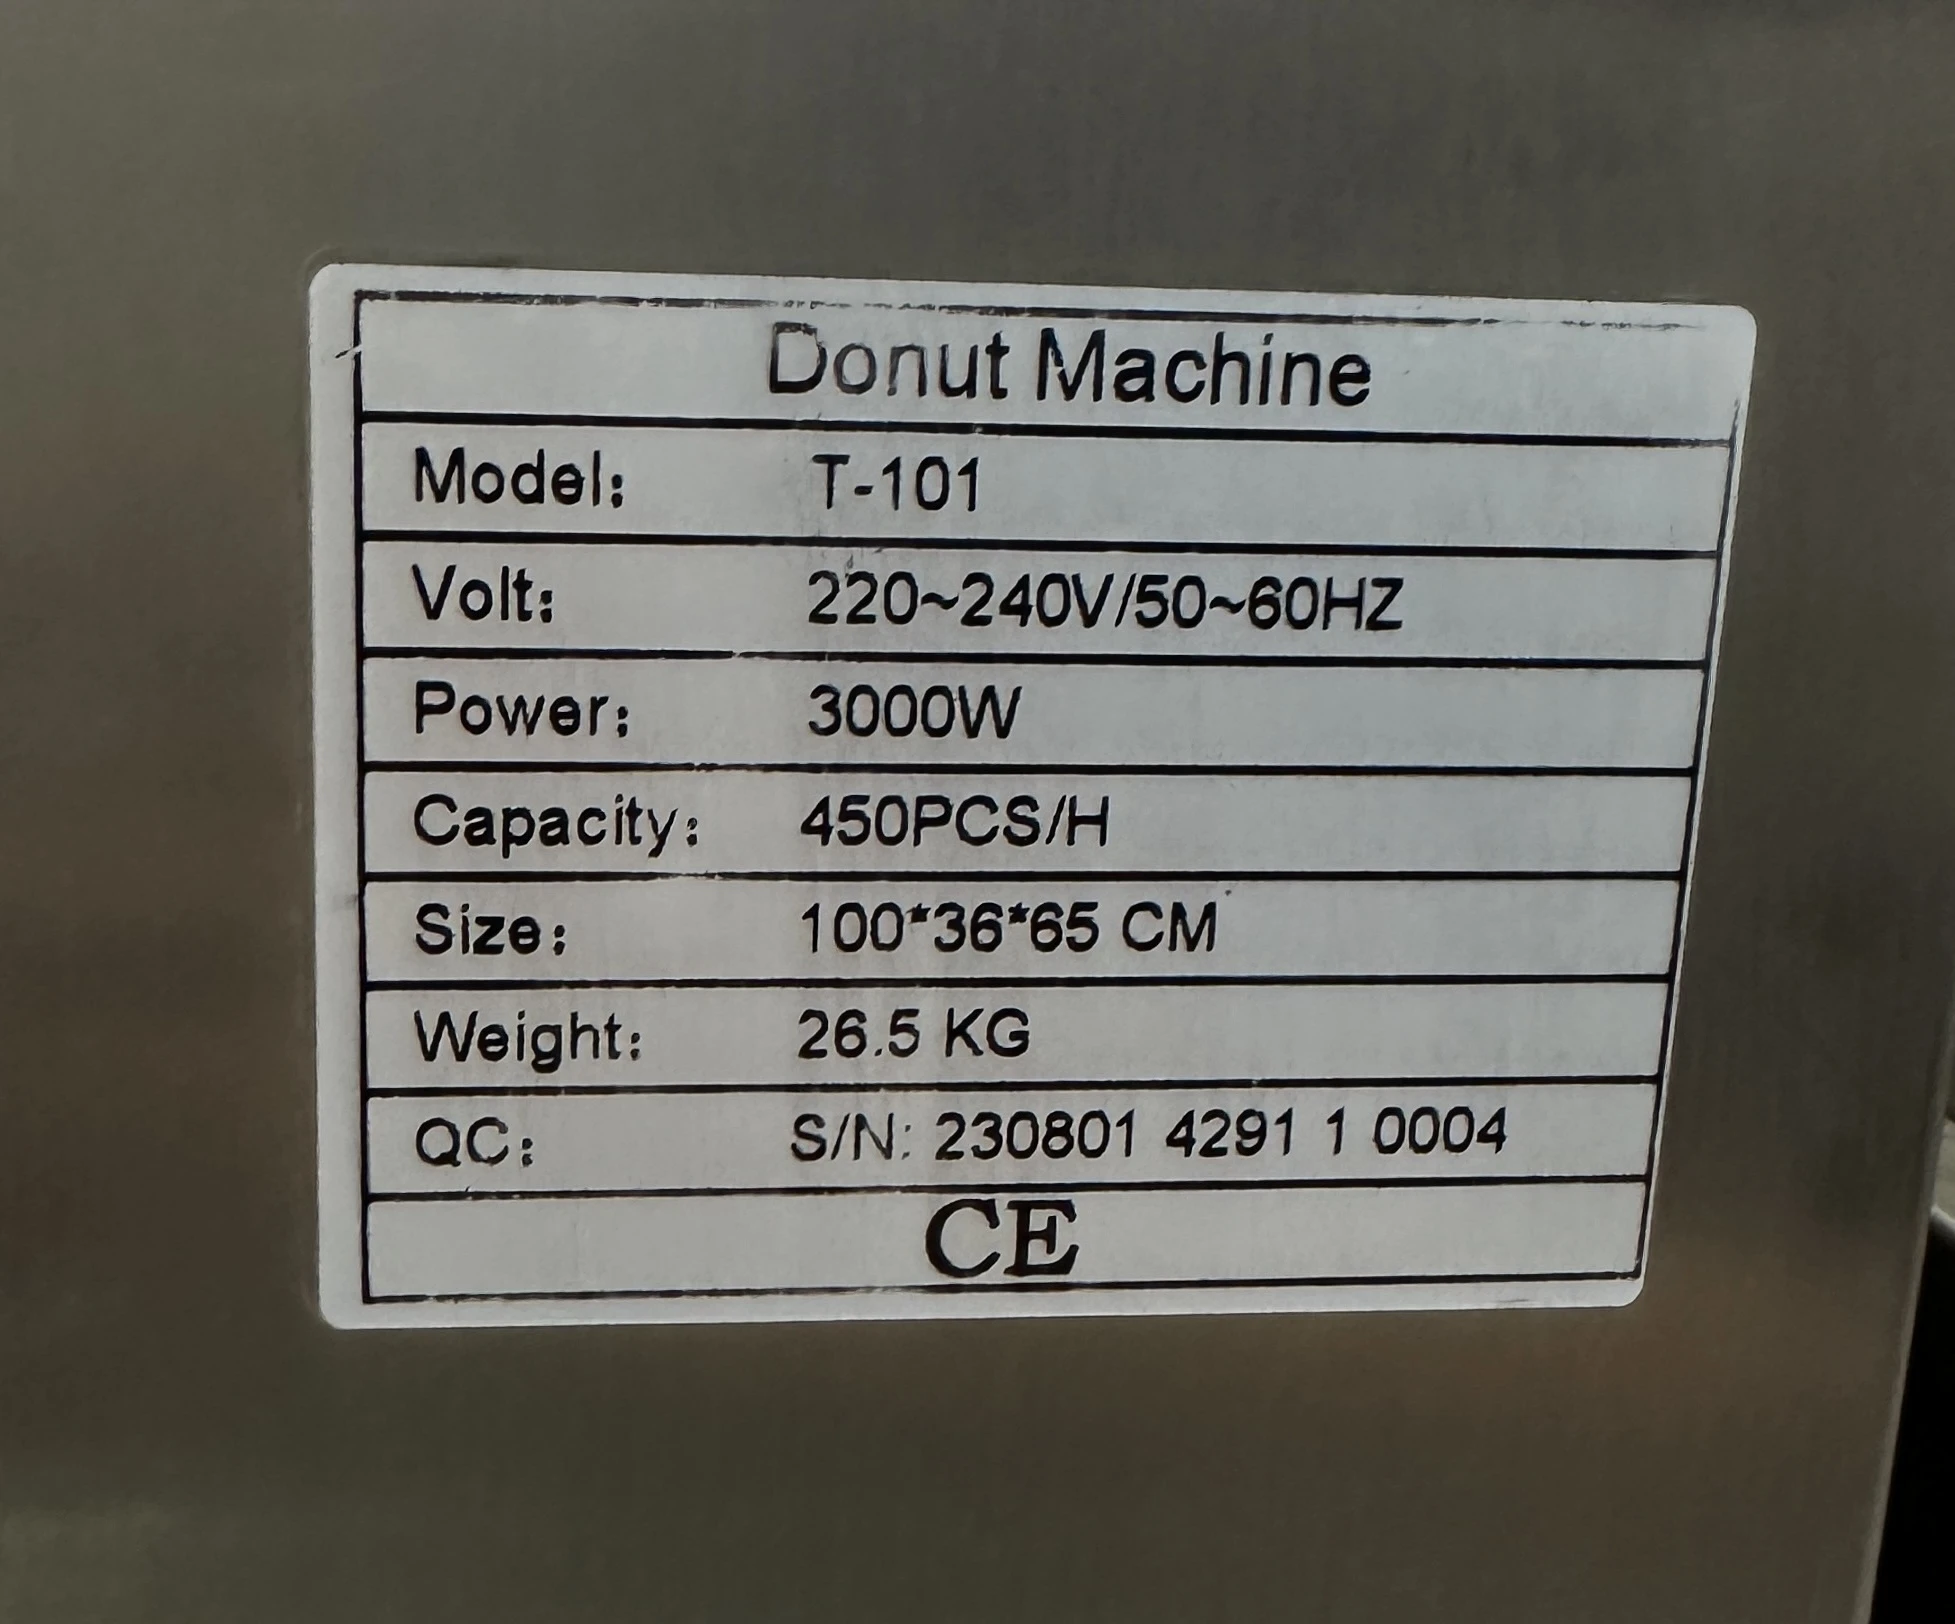 Donut Machine
Model: T-101
Volt: 220~240V/50~60HZ
Power: 3000W
Capacity: 450PCS/H
Size: 100*36*65 CM
Weight: 26.5 KG
QC: S/N: 230801 4291 1 0004
CE